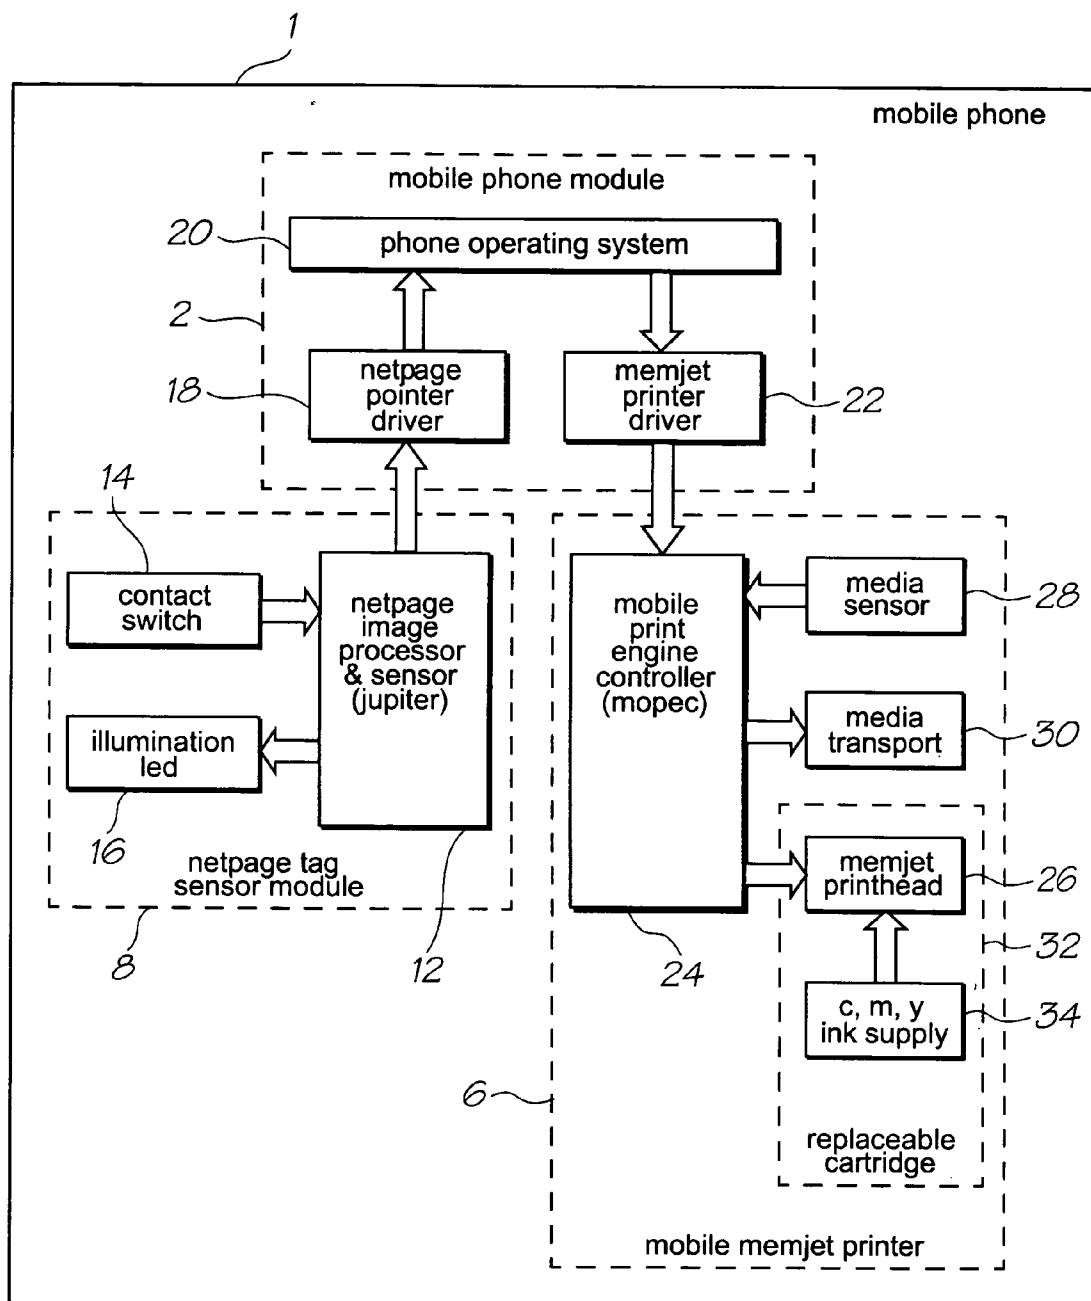 1
mobile phone
mobile phone module
20
phone operating system
2
18
netpage
pointer
driver
memjet
printer
driver
22
14
contact
switch
netpage
image
processor
& sensor
(jupiter)
mobile
print
engine
controller
(mopec)
media
sensor
28
illumination
led
media
transport
30
16
netpage tag
sensor module
memjet
printhead
26
8
12
24
32
c, m, y
ink supply
34
6
replaceable
cartridge
mobile memjet printer